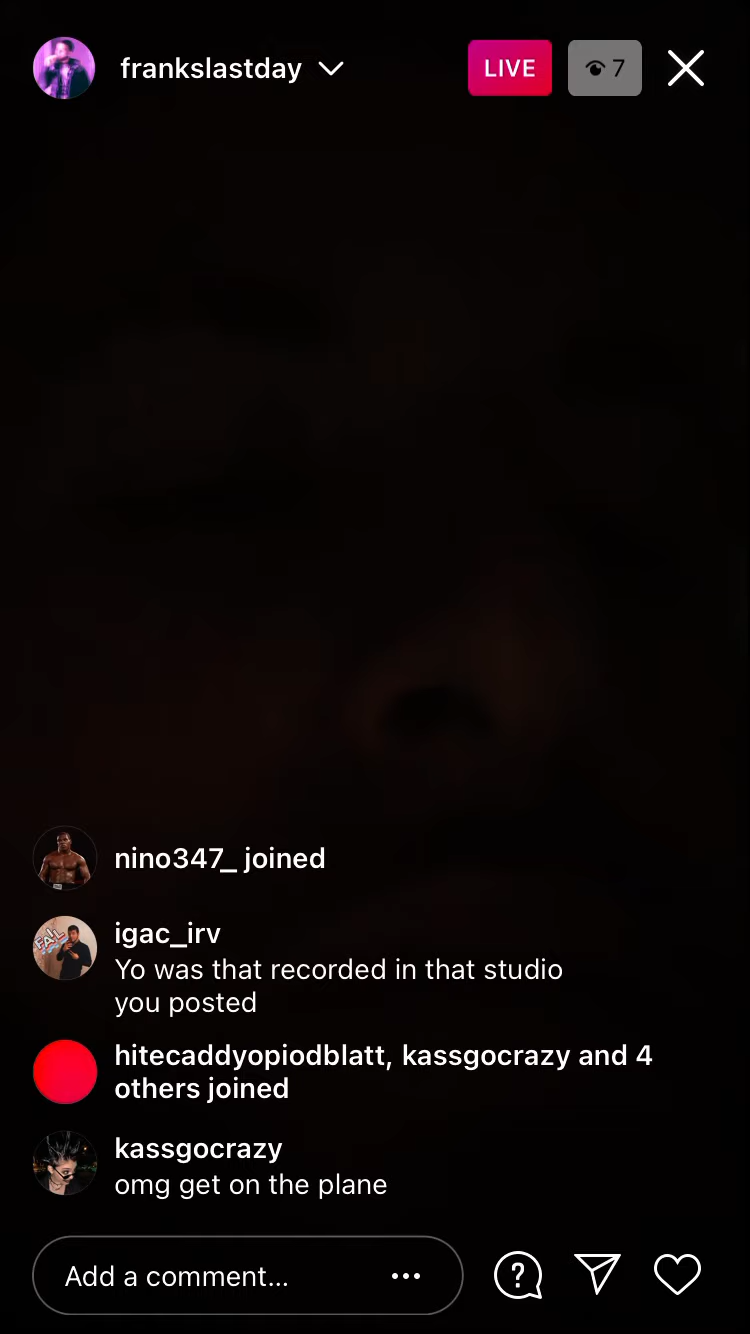 frankslastday
LIVE
7
nino347_ joined
FAIL
igac_irv
Yo was that recorded in that studio
you posted
hitecaddyopiodblatt, kassgocrazy and 4
others joined
kassgocrazy
omg get on the plane
Add a comment...